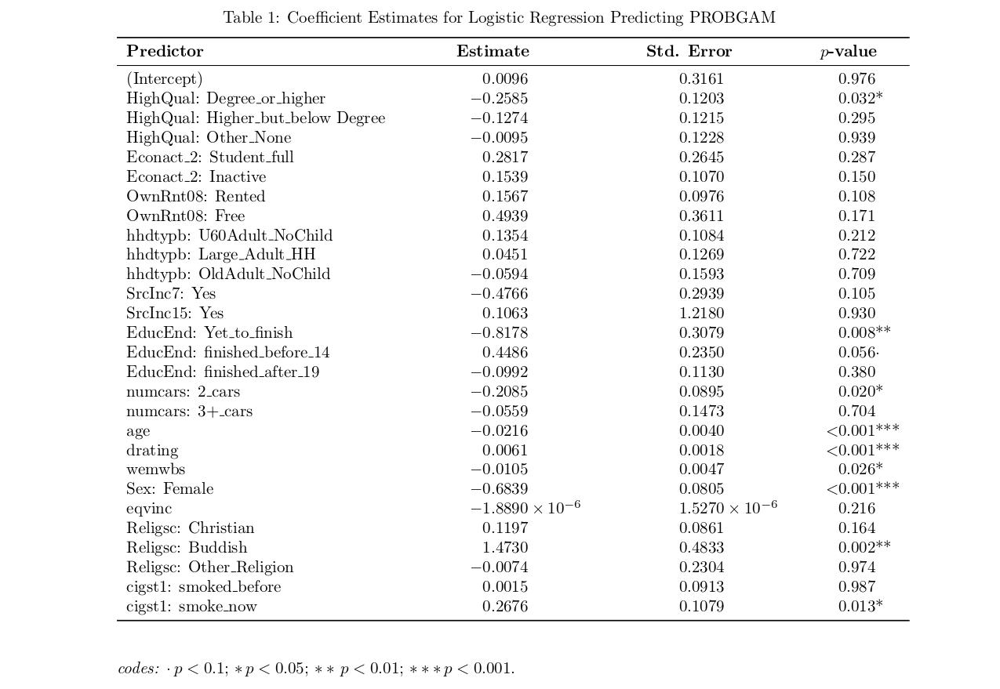 Table 1: Coefficient Estimates for Logistic Regression Predicting PROBGAM
Predictor Estimate Std. Error p-value
(Intercept) 0.0096 0.3161 0.976
HighQual: Degree_or_higher −0.2585 0.1203 0.032*
HighQual: Higher_but_below Degree −0.1274 0.1215 0.295
HighQual: Other_None −0.0095 0.1228 0.939
Econact_2: Student_full 0.2817 0.2645 0.287
Econact_2: Inactive 0.1539 0.1070 0.150
OwnRnt08: Rented 0.1567 0.0976 0.108
OwnRnt08: Free 0.4939 0.3611 0.171
hhdtypb: U60Adult_NoChild 0.1354 0.1084 0.212
hhdtypb: Large_Adult_HH 0.0451 0.1269 0.722
hhdtypb: OldAdult_NoChild −0.0594 0.1593 0.709
SrcInc7: Yes −0.4766 0.2939 0.105
SrcInc15: Yes 0.1063 1.2180 0.930
EducEnd: Yet_to_finish −0.8178 0.3079 0.008**
EducEnd: finished_before_14 0.4486 0.2350 0.056·
EducEnd: finished_after_19 −0.0992 0.1130 0.380
numcars: 2_cars −0.2085 0.0895 0.020*
numcars: 3+_cars −0.0559 0.1473 0.704
age −0.0216 0.0040 <0.001***
drating 0.0061 0.0018 <0.001***
wemwbs −0.0105 0.0047 0.026*
Sex: Female −0.6839 0.0805 <0.001***
eqvinc −1.8890 × 10−6 1.5270 × 10−6 0.216
Religsc: Christian 0.1197 0.0861 0.164
Religsc: Buddish 1.4730 0.4833 0.002**
Religsc: Other_Religion −0.0074 0.2304 0.974
cigst1: smoked_before 0.0015 0.0913 0.987
cigst1: smoke_now 0.2676 0.1079 0.013*
codes: · p < 0.1; ∗ p < 0.05; ∗ ∗ p < 0.01; ∗ ∗ ∗ p < 0.001.